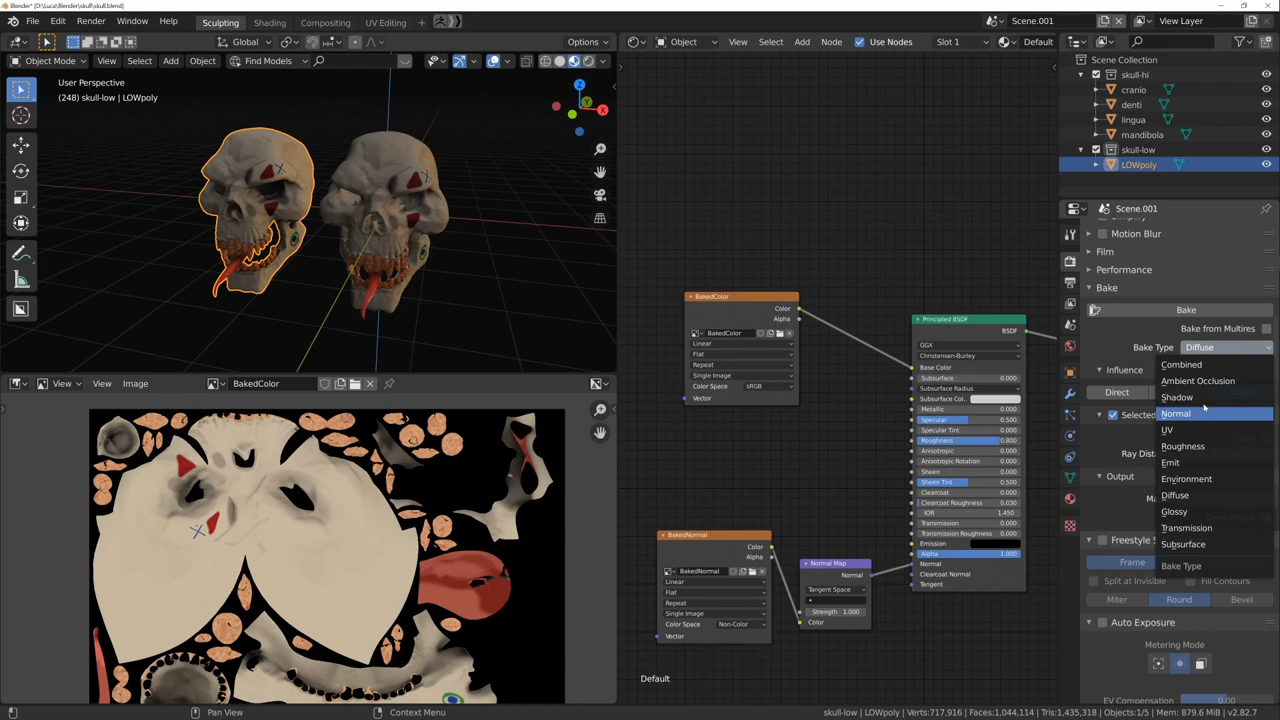 Blender* [D:\Luca\Blender\skull\skull.blend]
File Edit Render Window Help Sculpting Shading Compositing UV Editing Scene.001 View Layer
Global Options
Object View Select Add Node Use Nodes Slot 1 Default
Object Mode View Select Add Object Find Models
User Perspective
(248) skull-low | LOWpoly
Z
Y
X
Scene Collection
skull-hi
cranio
denti
lingua
mandibola
skull-low
LOWpoly
Scene.001
Motion Blur
Film
Performance
Bake
Bake
Bake from Multires
Bake Type Diffuse
Combined
Influence
Ambient Occlusion
Direct
Shadow
Selected
Normal
UV
Roughness
Ray Dist
Emit
Output
Environment
Diffuse
Glossy
Transmission
Freestyle S
Subsurface
Frame
Bake Type
Split at Invisible Fill Contours
Miter Round Bevel
Auto Exposure
Metering Mode
EV Compensation 0.00
BakedColor
Color
Alpha
BakedColor
Linear
Flat
Repeat
Single Image
Color Space sRGB
Vector
BakedNormal
Color
Alpha
BakedNormal
Linear
Flat
Repeat
Single Image
Color Space Non-Color
Vector
Normal Map
Normal
Tangent Space
Strength 1.000
Color
Principled BSDF
BSDF
GGX
Christensen-Burley
Base Color
Subsurface 0.000
Subsurface Radius
Subsurface Col..
Metallic 0.000
Specular 0.500
Specular Tint 0.000
Roughness 0.800
Anisotropic 0.000
Anisotropic Rotation 0.000
Sheen 0.000
Sheen Tint 0.500
Clearcoat 0.000
Clearcoat Roughness 0.030
IOR 1.450
Transmission 0.000
Transmission Roughness 0.000
Emission
Alpha 1.000
Normal
Clearcoat Normal
Tangent
Default
View View Image BakedColor
Pan View Context Menu
skull-low | LOWpoly | Verts:717,916 | Faces:1,044,114 | Tris:1,435,318 | Objects:1/5 | Mem: 879.6 MiB | v2.82.7